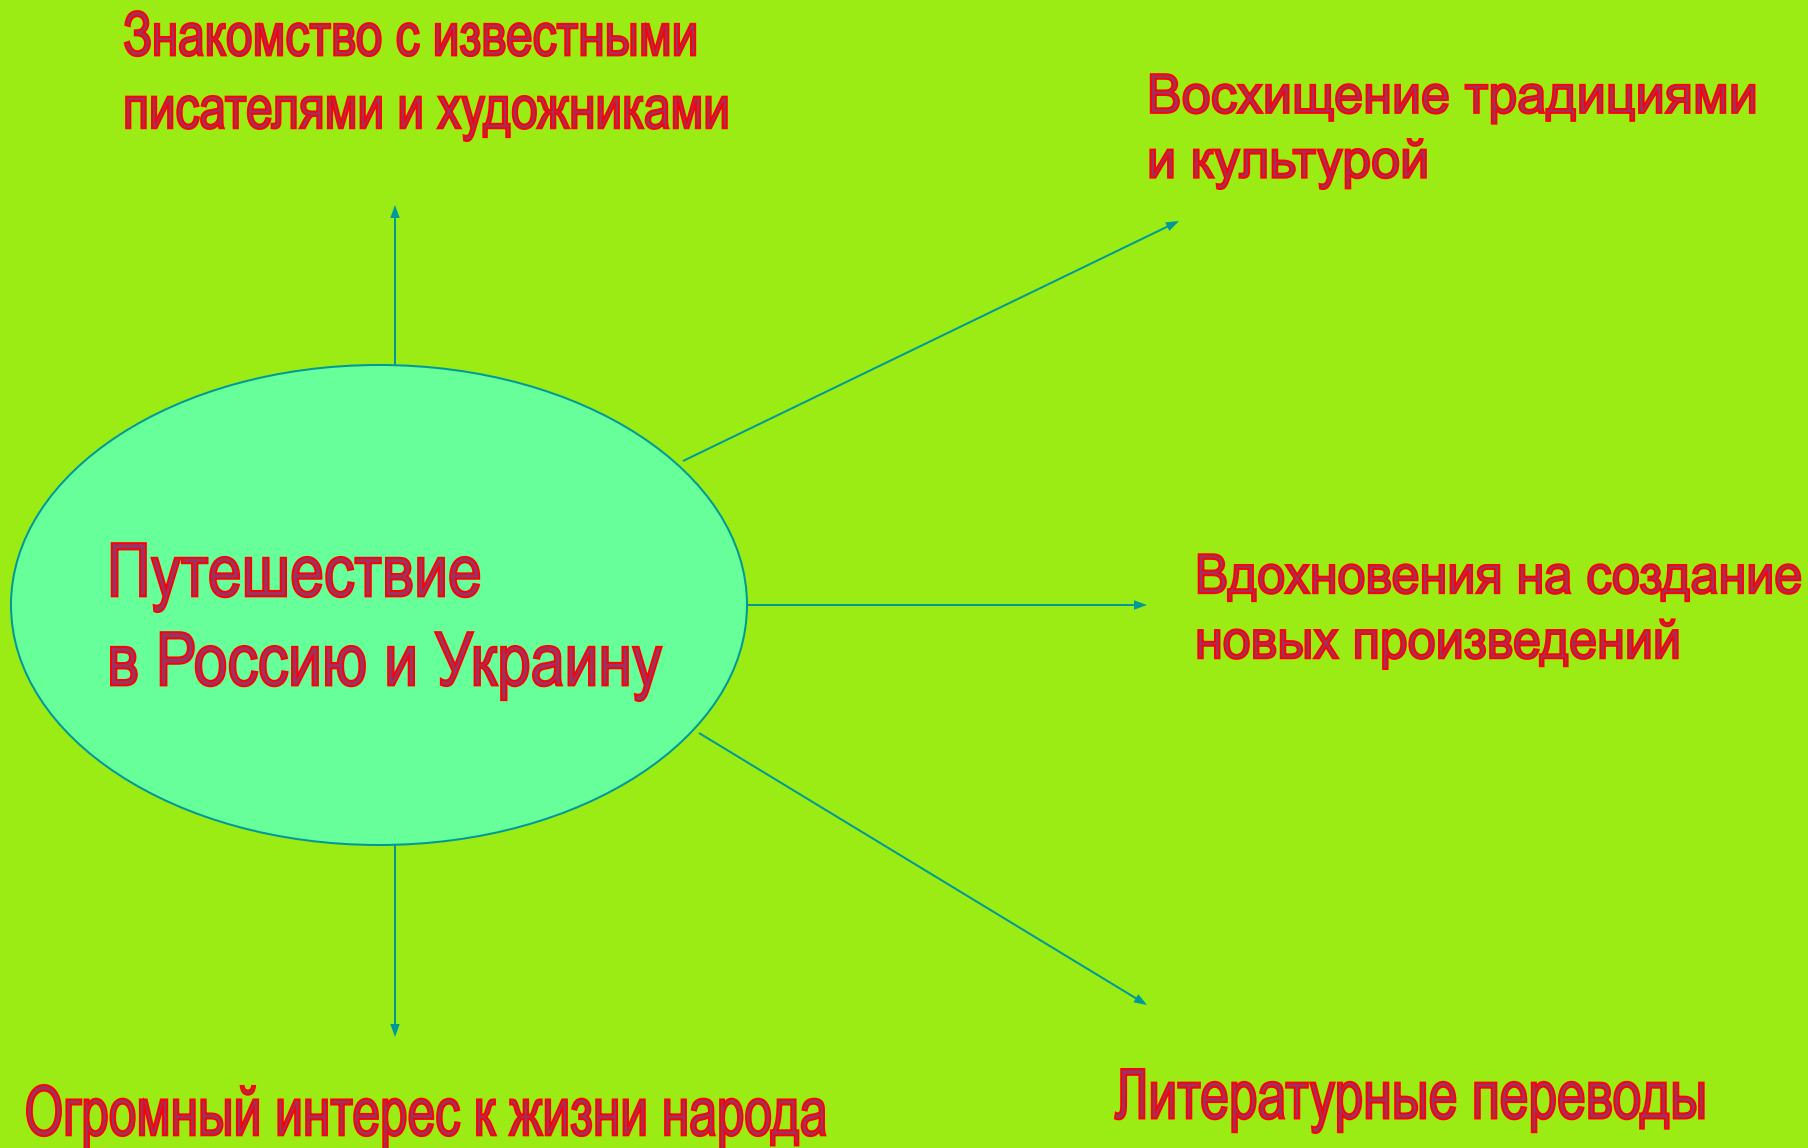 Знакомство с известными
писателями и художниками
Восхищение традициями
и культурой
Путешествие
в Россию и Украину
Вдохновения на создание
новых произведений
Литературные переводы
Огромный интерес к жизни народа